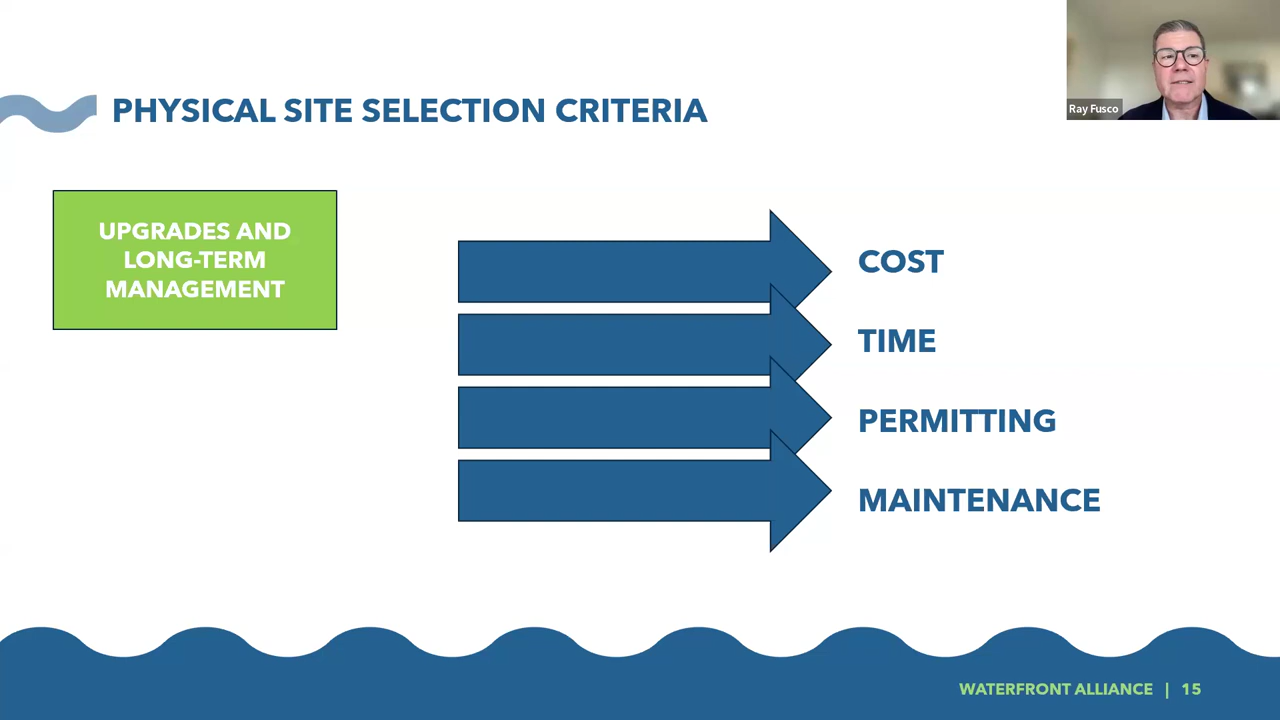 Ray Fusco
PHYSICAL SITE SELECTION CRITERIA
UPGRADES AND
LONG-TERM
MANAGEMENT
COST
TIME
PERMITTING
MAINTENANCE
WATERFRONT ALLIANCE | 15